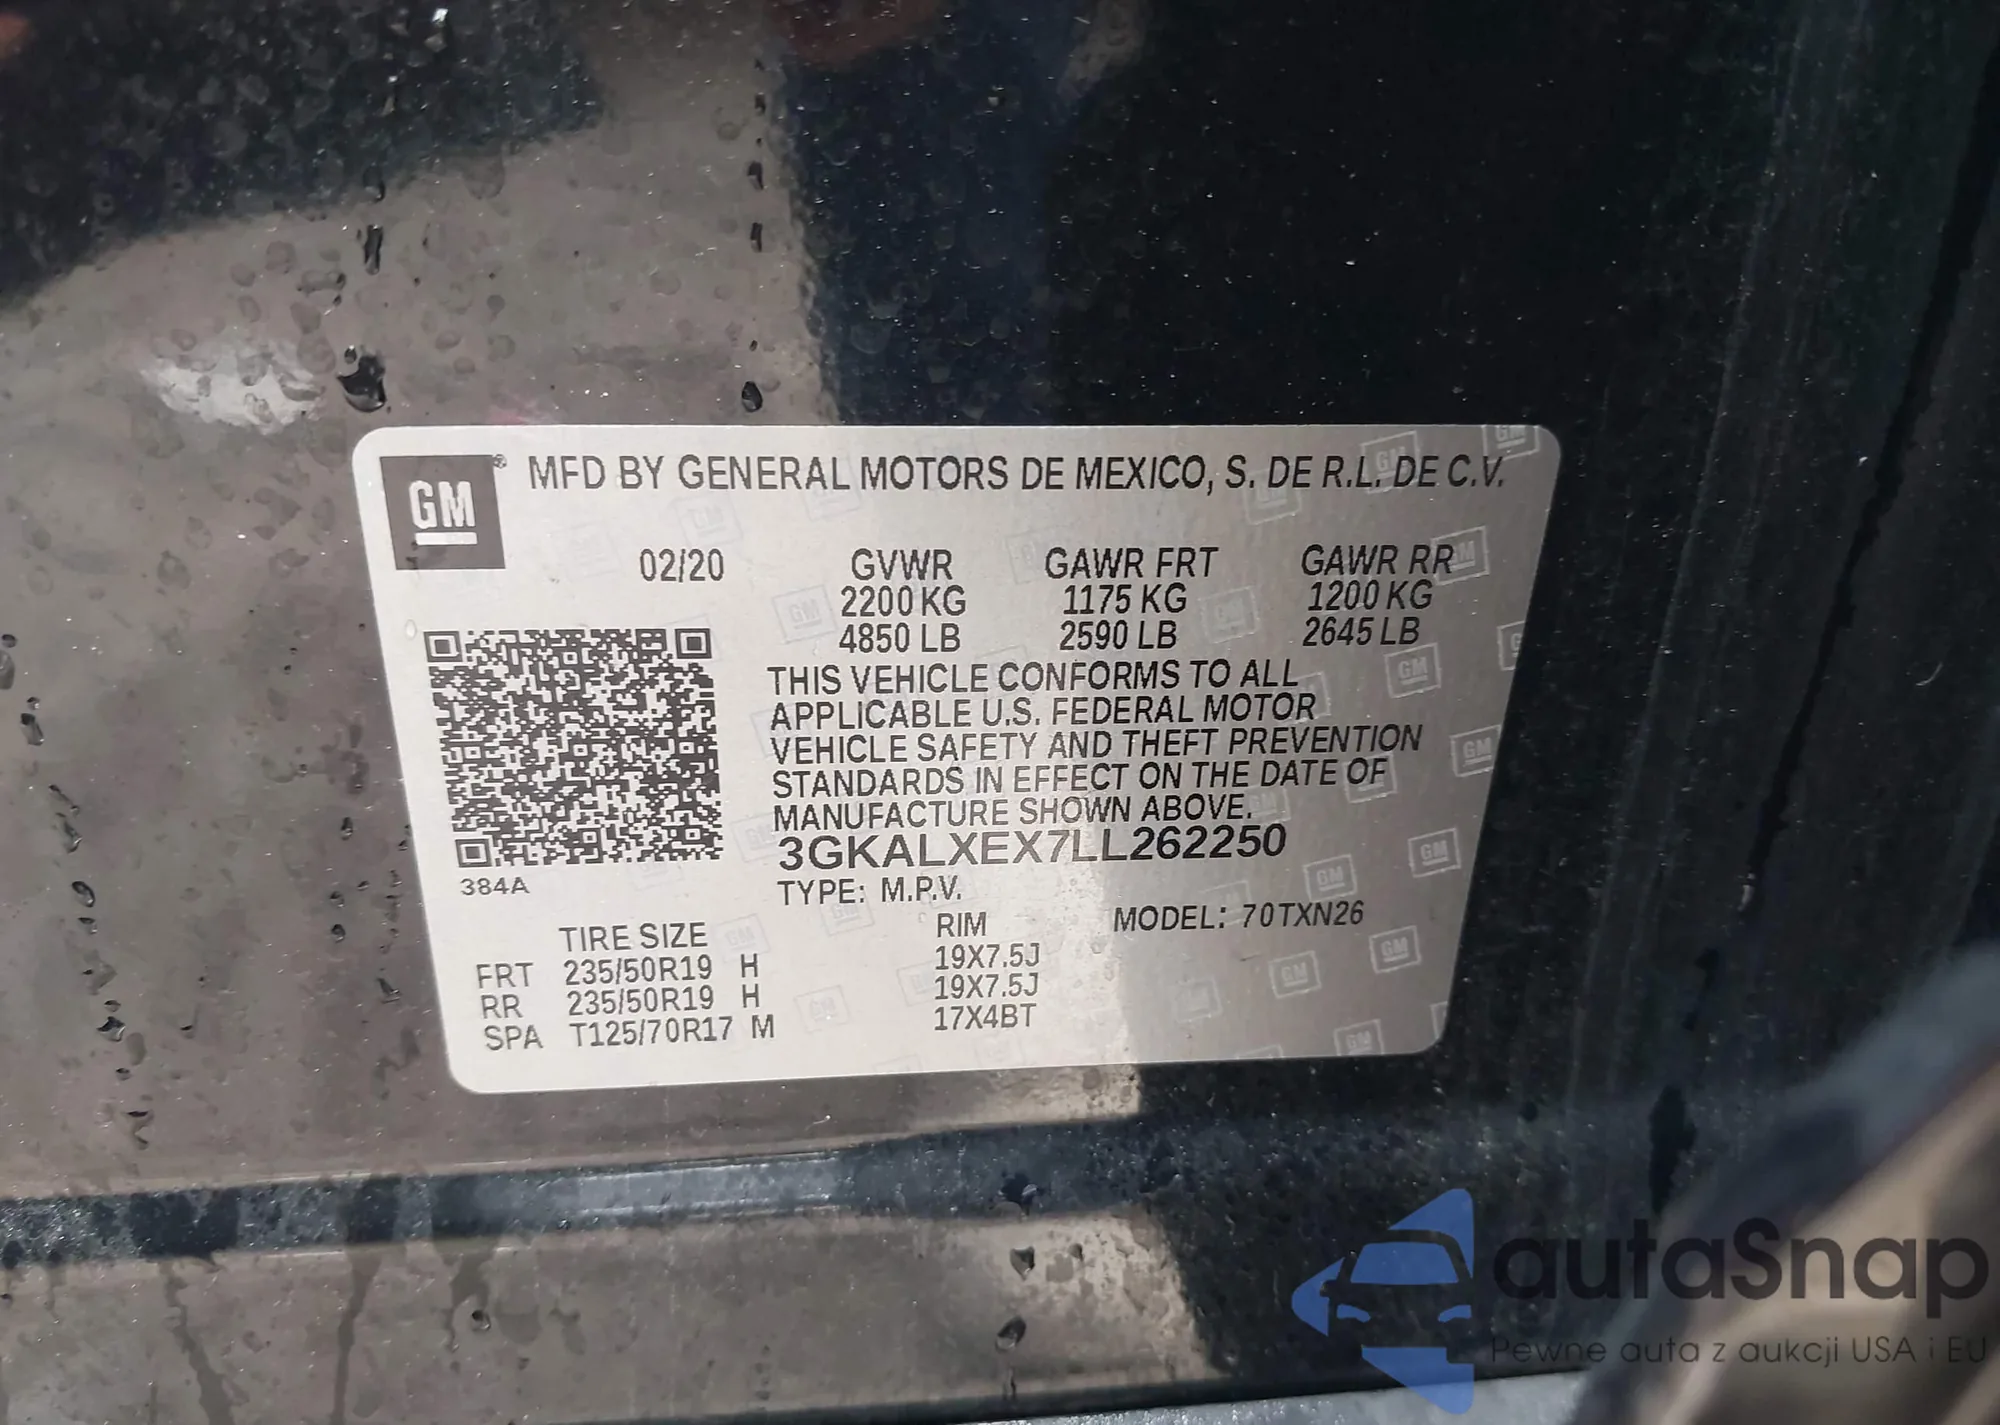 GM® MFD BY GENERAL MOTORS DE MEXICO, S. DE R.L. DE C.V.
02/20 GVWR GAWR FRT GAWR RR
2200 KG 1175 KG 1200 KG
4850 LB 2590 LB 2645 LB
THIS VEHICLE CONFORMS TO ALL
APPLICABLE U.S. FEDERAL MOTOR
VEHICLE SAFETY AND THEFT PREVENTION
STANDARDS IN EFFECT ON THE DATE OF
MANUFACTURE SHOWN ABOVE.
3GKALXEX7LL262250
384A
TYPE: M.P.V.
TIRE SIZE RIM MODEL: 70TXN26
FRT 235/50R19 H 19X7.5J
RR 235/50R19 H 19X7.5J
SPA T125/70R17 M 17X4BT
autaSnap
Pewne auta z aukcji USA i EU